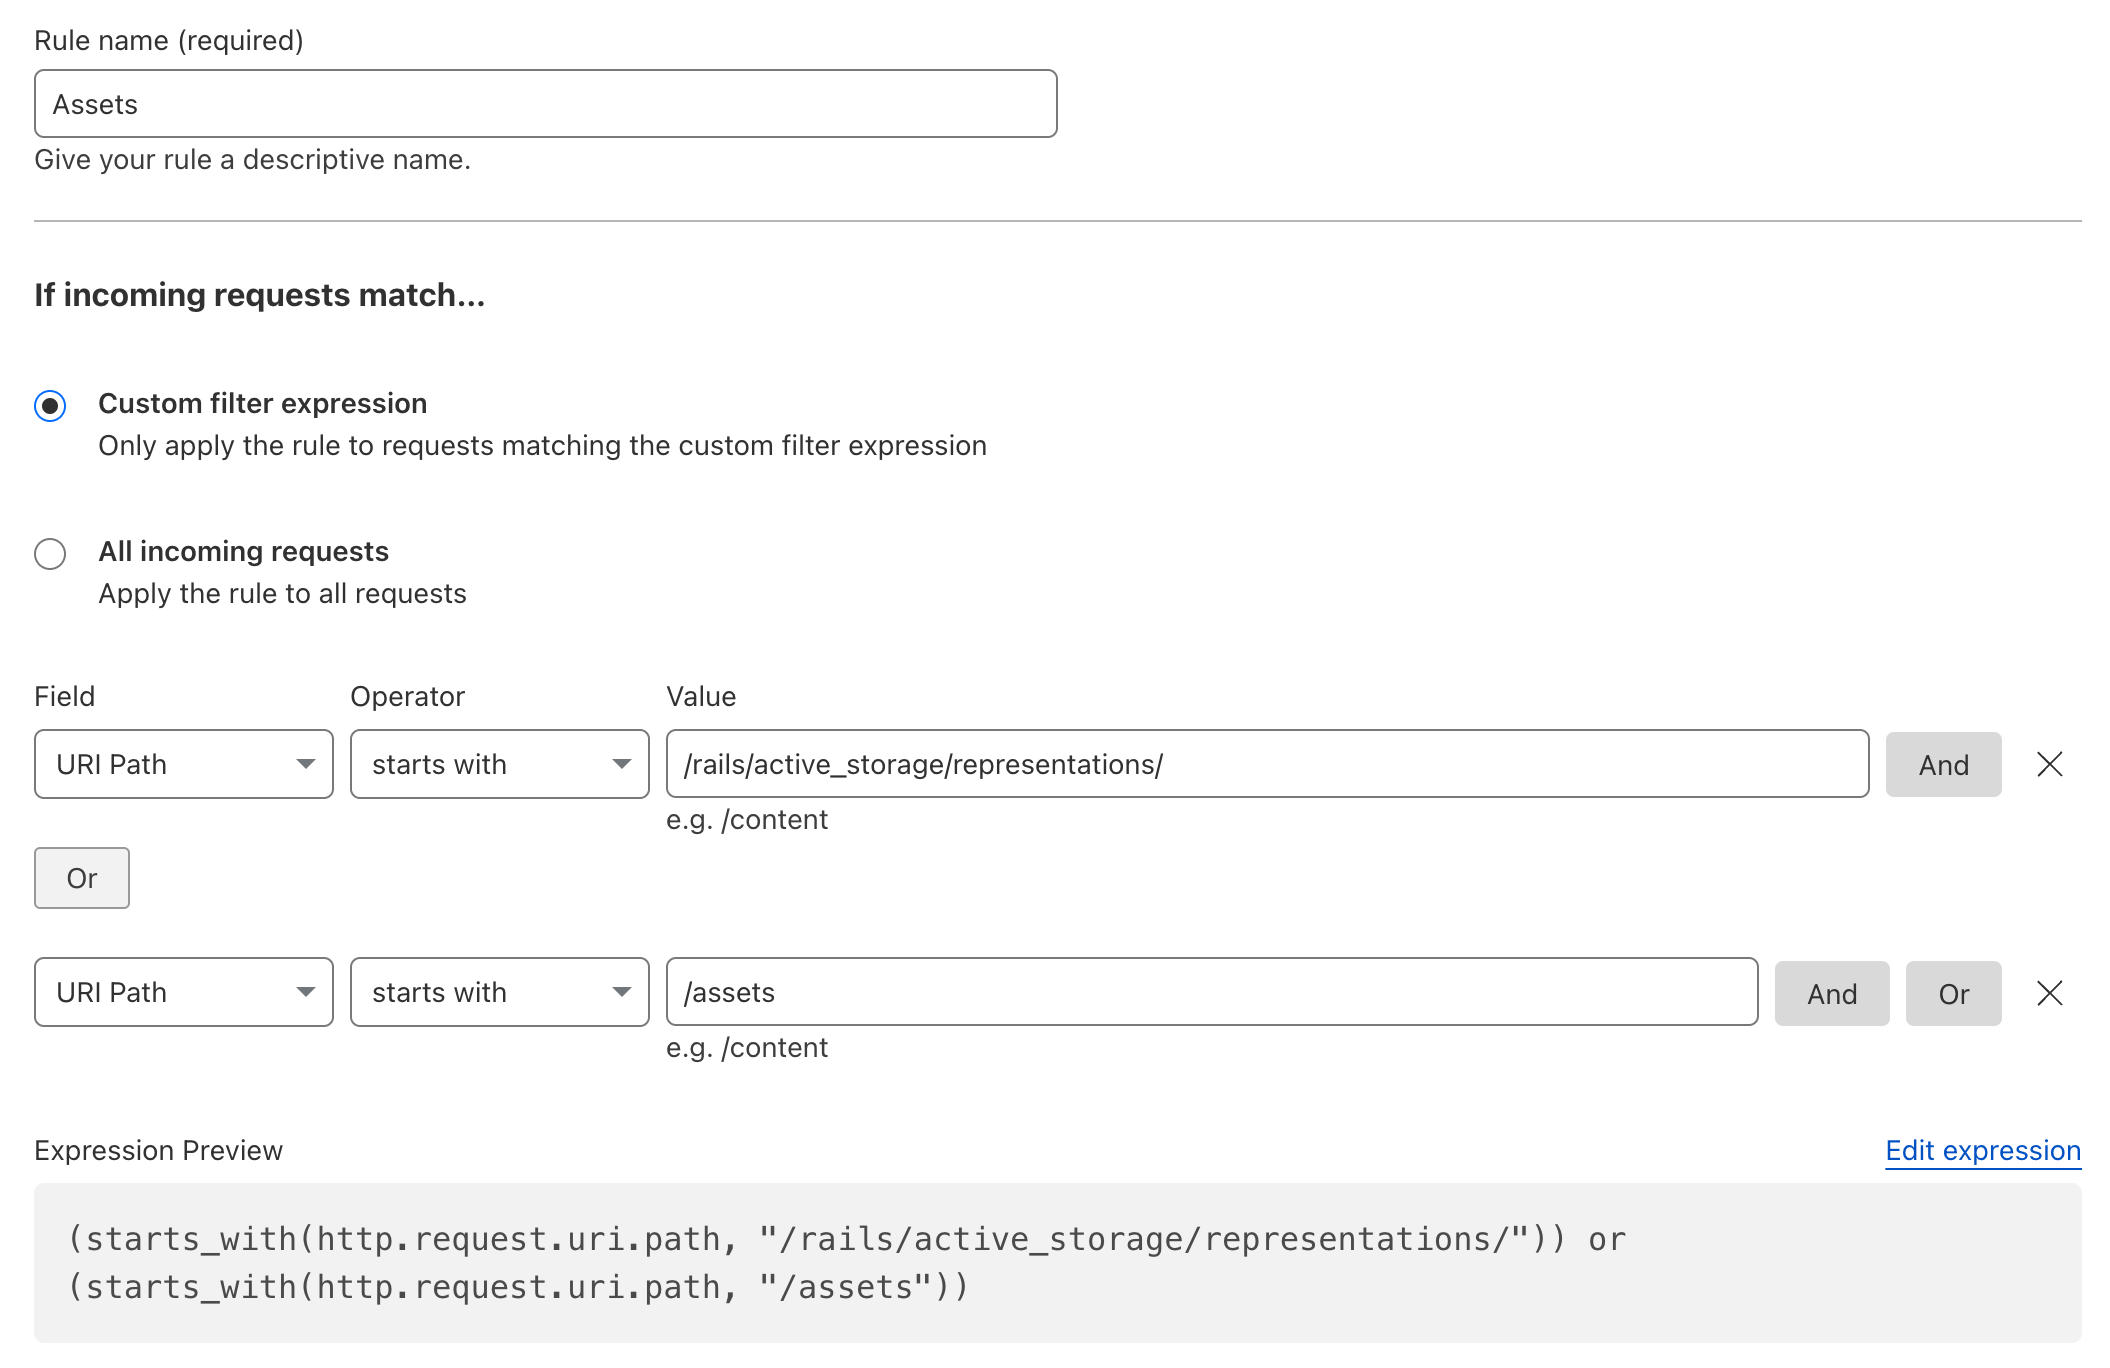 Rule name (required)
Assets
Give your rule a descriptive name.
If incoming requests match...
Custom filter expression
Only apply the rule to requests matching the custom filter expression
All incoming requests
Apply the rule to all requests
Field Operator Value
URI Path starts with /rails/active_storage/representations/ And
e.g. /content
Or
URI Path starts with /assets And Or
e.g. /content
Expression Preview Edit expression
(starts_with(http.request.uri.path, "/rails/active_storage/representations/")) or
(starts_with(http.request.uri.path, "/assets"))